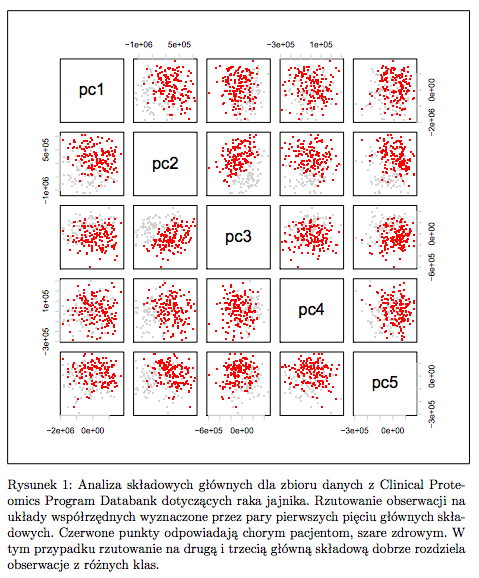 −1e+06 5e+05 −3e+05 1e+05
pc1
−2e+06 0e+00
−1e+06 5e+05
pc2
pc3
−6e+05 0e+00
−3e+05 1e+05
pc4
pc5
−3e+05 0e+00
−2e+06 0e+00 −6e+05 0e+00 −3e+05 0e+00
Rysunek 1: Analiza składowych głównych dla zbioru danych z Clinical Prote-
omics Program Databank dotyczących raka jajnika. Rzutowanie obserwacji na
układy współrzędnych wyznaczone przez pary pierwszych pięciu głównych skła-
dowych. Czerwone punkty odpowiadają chorym pacjentom, szare zdrowym. W
tym przypadku rzutowanie na drugą i trzecią główną składową dobrze rozdziela
obserwacje z różnych klas.